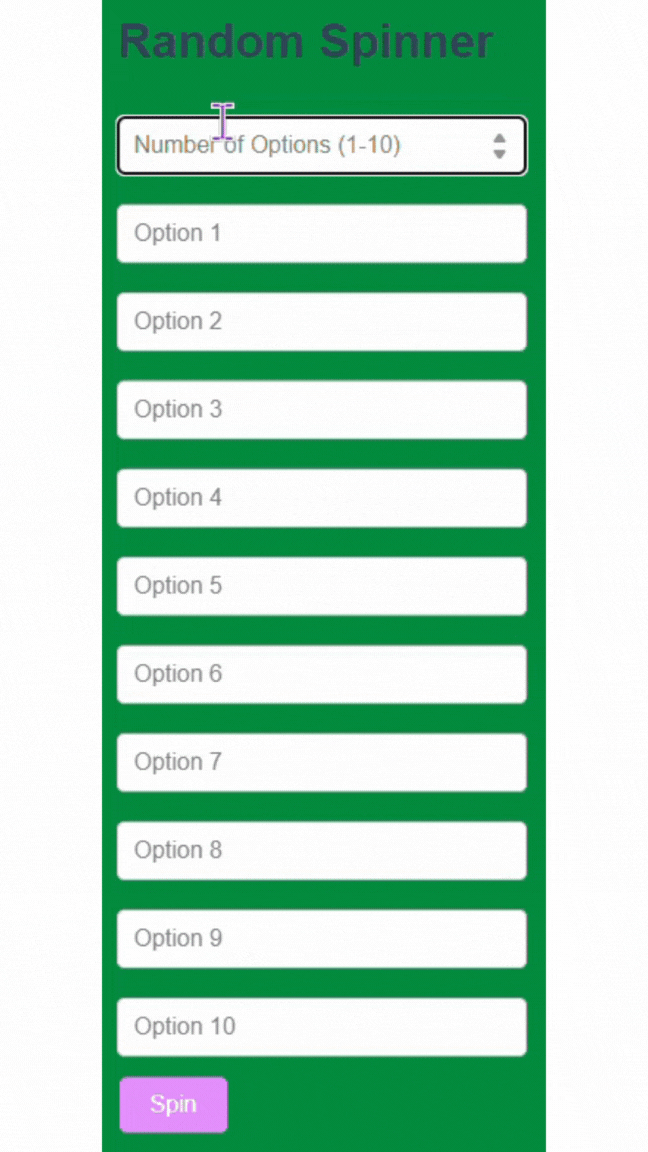 Random Spinner
Number of Options (1-10)
Option 1
Option 2
Option 3
Option 4
Option 5
Option 6
Option 7
Option 8
Option 9
Option 10
Spin